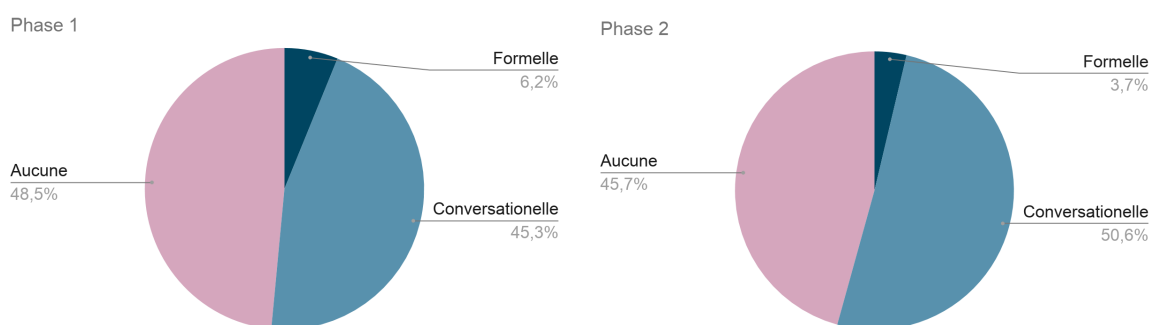 Phase 1
Formelle
6,2%
Aucune
48,5%
Conversationelle
45,3%
Phase 2
Formelle
3,7%
Aucune
45,7%
Conversationelle
50,6%